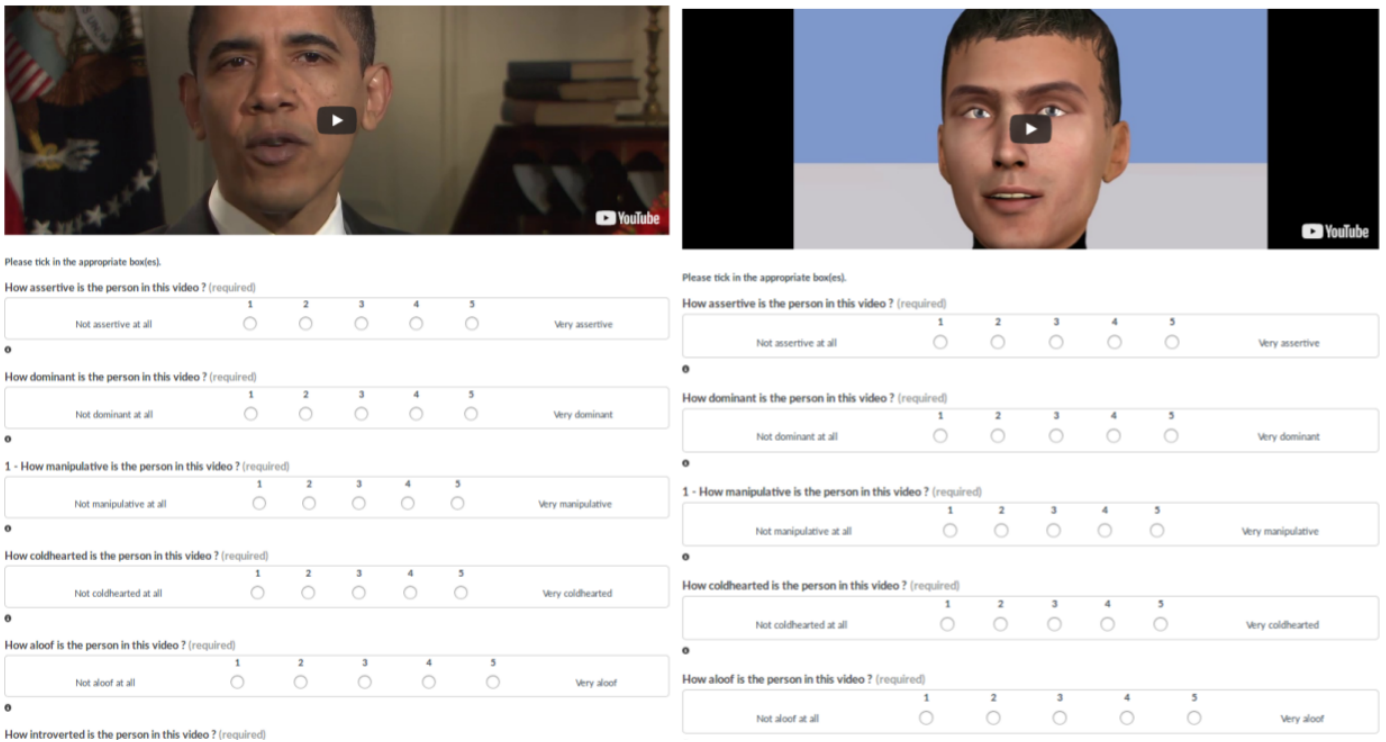 YouTube
Please tick in the appropriate box(es).
How assertive is the person in this video ? (required)
1 2 3 4 5
Not assertive at all Very assertive
How dominant is the person in this video ? (required)
1 2 3 4 5
Not dominant at all Very dominant
1 - How manipulative is the person in this video ? (required)
1 2 3 4 5
Not manipulative at all Very manipulative
How coldhearted is the person in this video ? (required)
1 2 3 4 5
Not coldhearted at all Very coldhearted
How aloof is the person in this video ? (required)
1 2 3 4 5
Not aloof at all Very aloof
How introverted is the person in this video ? (required)
YouTube
Please tick in the appropriate box(es).
How assertive is the person in this video ? (required)
1 2 3 4 5
Not assertive at all Very assertive
How dominant is the person in this video ? (required)
1 2 3 4 5
Not dominant at all Very dominant
1 - How manipulative is the person in this video ? (required)
1 2 3 4 5
Not manipulative at all Very manipulative
How coldhearted is the person in this video ? (required)
1 2 3 4 5
Not coldhearted at all Very coldhearted
How aloof is the person in this video ? (required)
1 2 3 4 5
Not aloof at all Very aloof